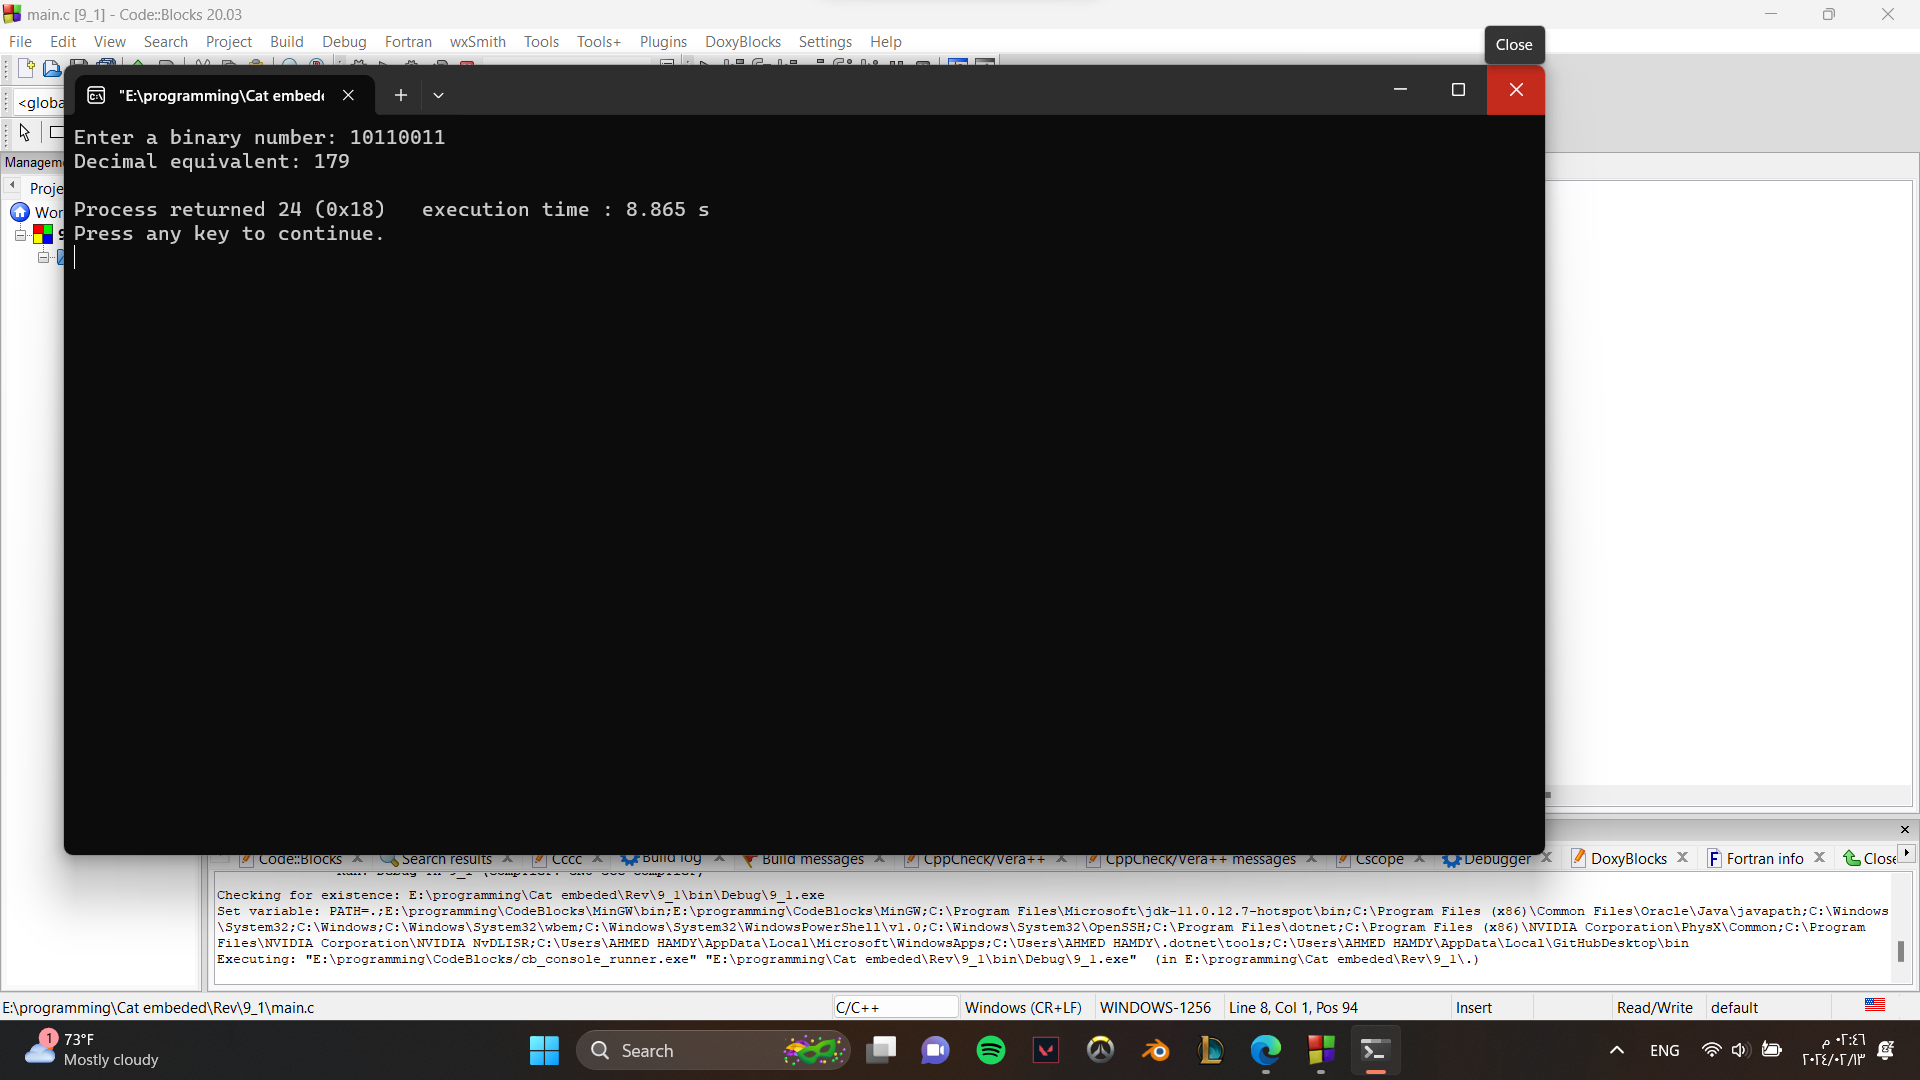 main.c [9_1] - Code::Blocks 20.03
File Edit View Search Project Build Debug Fortran wxSmith Tools Tools+ Plugins DoxyBlocks Settings Help
Close
<globa
"E:\programming\Cat embed
Enter a binary number: 10110011
Decimal equivalent: 179
Process returned 24 (0x18)   execution time : 8.865 s
Press any key to continue.
Managem
Proje
Wor
9
Code::Blocks Search results Cccc Build log Build messages CppCheck/Vera++ CppCheck/Vera++ messages Cscope Debugger DoxyBlocks Fortran info Close
Checking for existence: E:\programming\Cat embeded\Rev\9_1\bin\Debug\9_1.exe
Set variable: PATH=.;E:\programming\CodeBlocks\MinGW\bin;E:\programming\CodeBlocks\MinGW;C:\Program Files\Microsoft\jdk-11.0.12.7-hotspot\bin;C:\Program Files (x86)\Common Files\Oracle\Java\javapath;C:\Windows
\System32;C:\Windows;C:\Windows\System32\wbem;C:\Windows\System32\WindowsPowerShell\v1.0;C:\Windows\System32\OpenSSH;C:\Program Files\dotnet;C:\Program Files (x86)\NVIDIA Corporation\PhysX\Common;C:\Program
Files\NVIDIA Corporation\NVIDIA NvDLISR;C:\Users\AHMED HAMDY\AppData\Local\Microsoft\WindowsApps;C:\Users\AHMED HAMDY\.dotnet\tools;C:\Users\AHMED HAMDY\AppData\Local\GitHubDesktop\bin
Executing: "E:\programming\CodeBlocks/cb_console_runner.exe" "E:\programming\Cat embeded\Rev\9_1\bin\Debug\9_1.exe"  (in E:\programming\Cat embeded\Rev\9_1\.)
E:\programming\Cat embeded\Rev\9_1\main.c C/C++ Windows (CR+LF) WINDOWS-1256 Line 8, Col 1, Pos 94 Insert Read/Write default
1
73°F
Mostly cloudy
Search
ENG
٠٢:٤٦ م
٢٠٢٤/٠٢/١٣